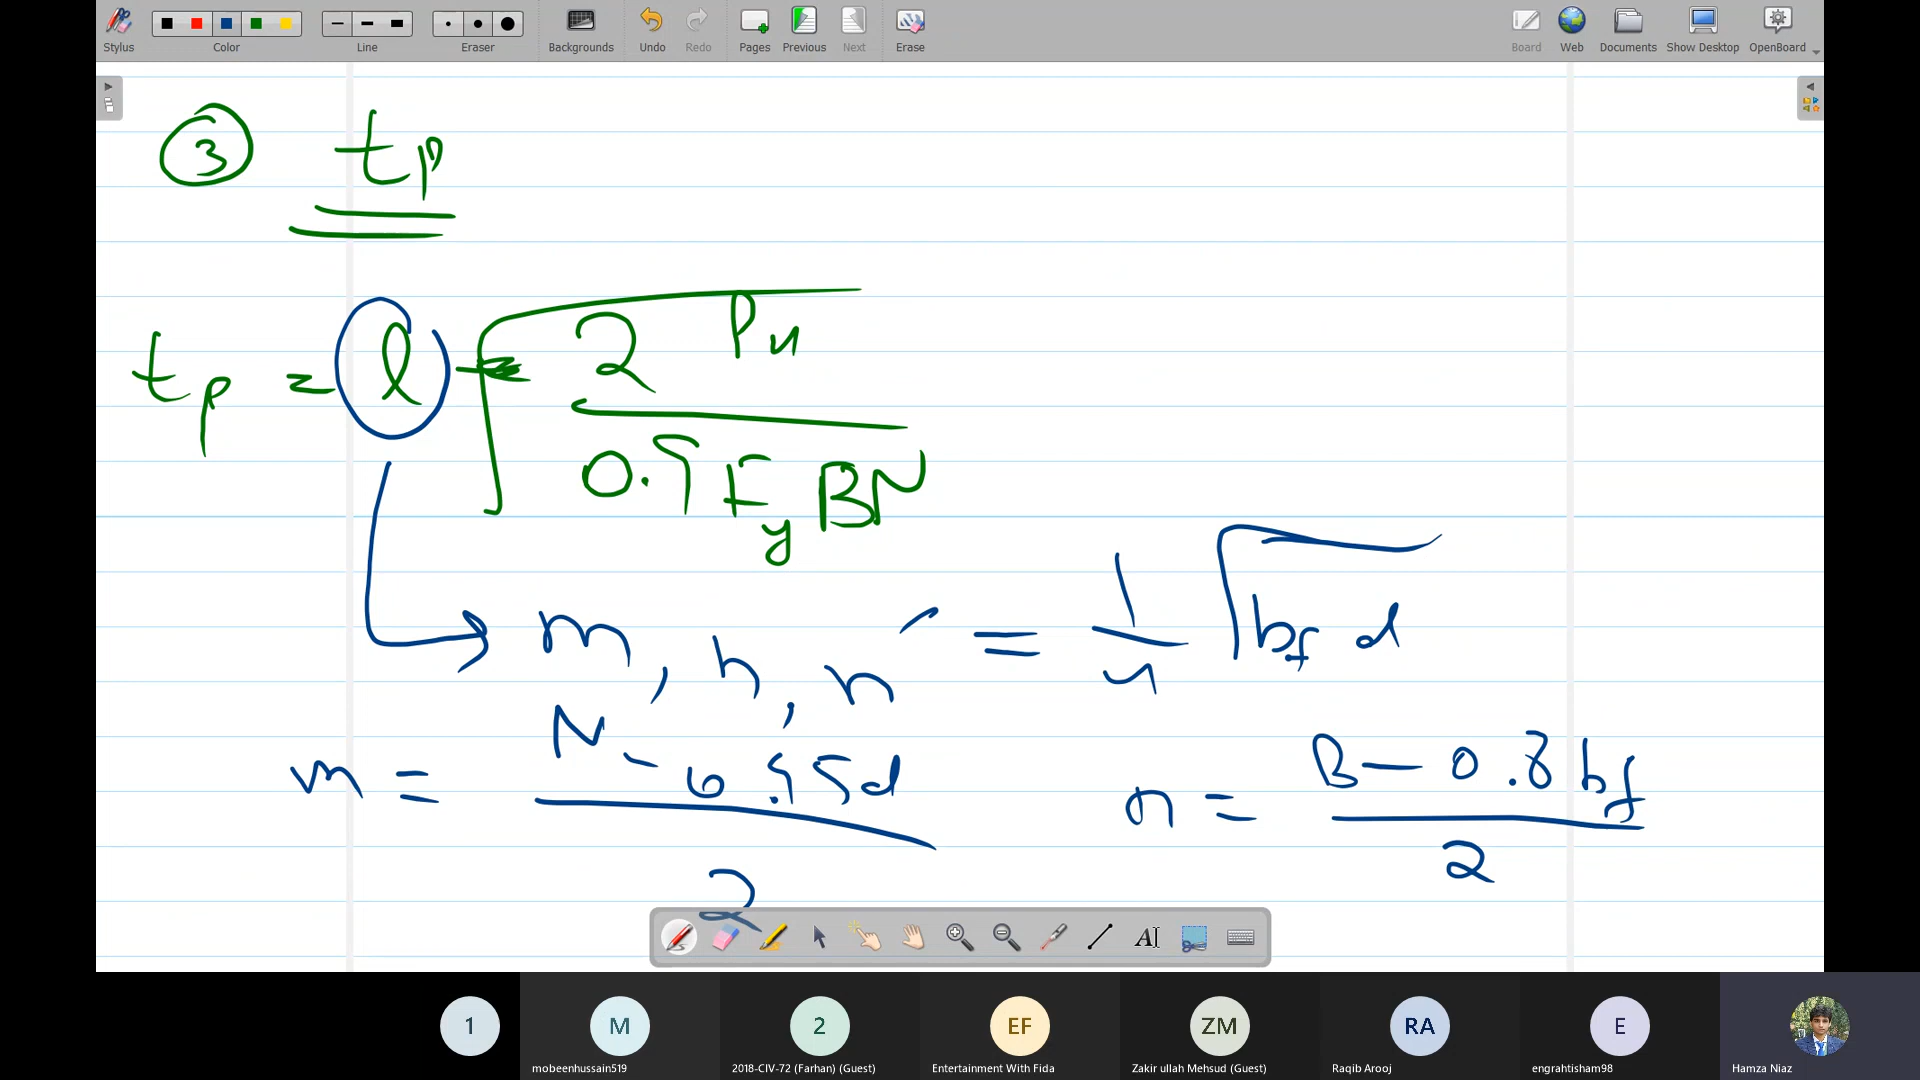 Stylus Color Line Eraser Backgrounds Undo Redo Pages Previous Next Erase Board Web Documents Show Desktop OpenBoard
3 tp
tp = l √ 2 Pu
0.9 Fy BN
m, n, n′ = 1/4 √ bf d
m = N - 0.95d
2
n = B - 0.8 bf
2
AI
1 M 2 EF ZM RA E
mobeenhussain519 2018-CIV-72 (Farhan) (Guest) Entertainment With Fida Zakir ullah Mehsud (Guest) Raqib Arooj engrahtisham98 Hamza Niaz